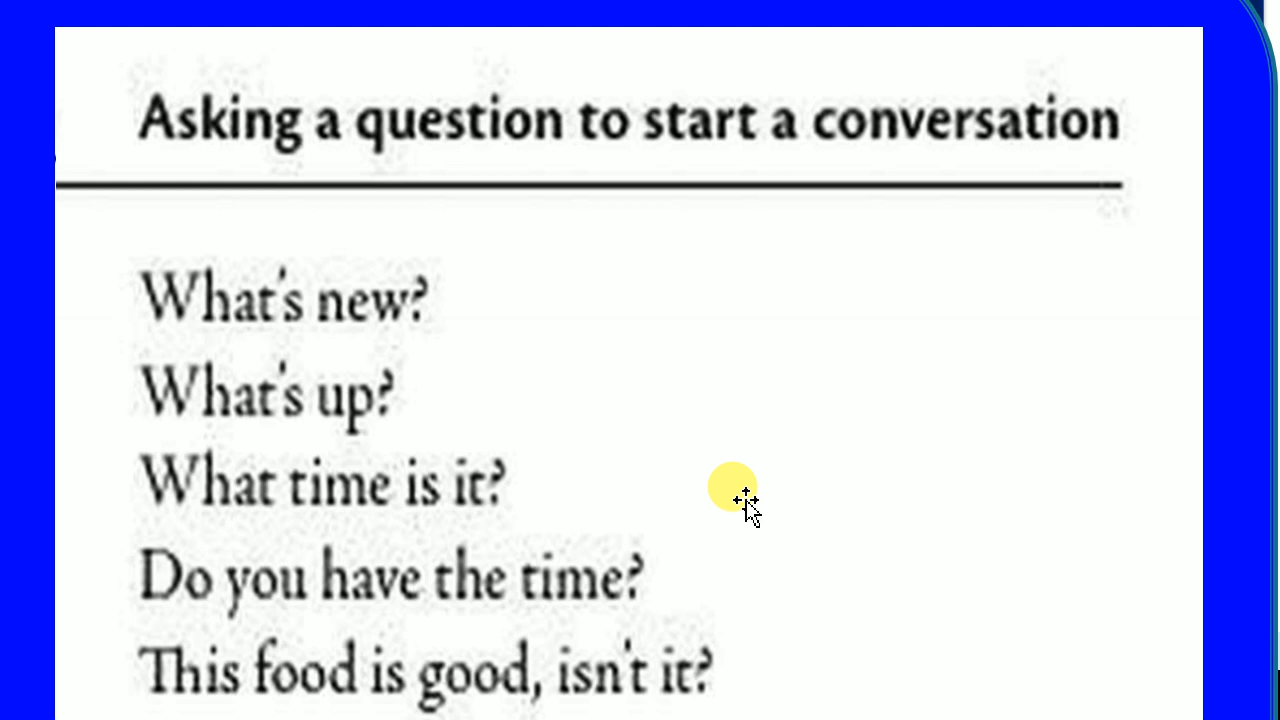 Asking a question to start a conversation
What's new?
What's up?
What time is it?
Do you have the time?
This food is good, isn't it?